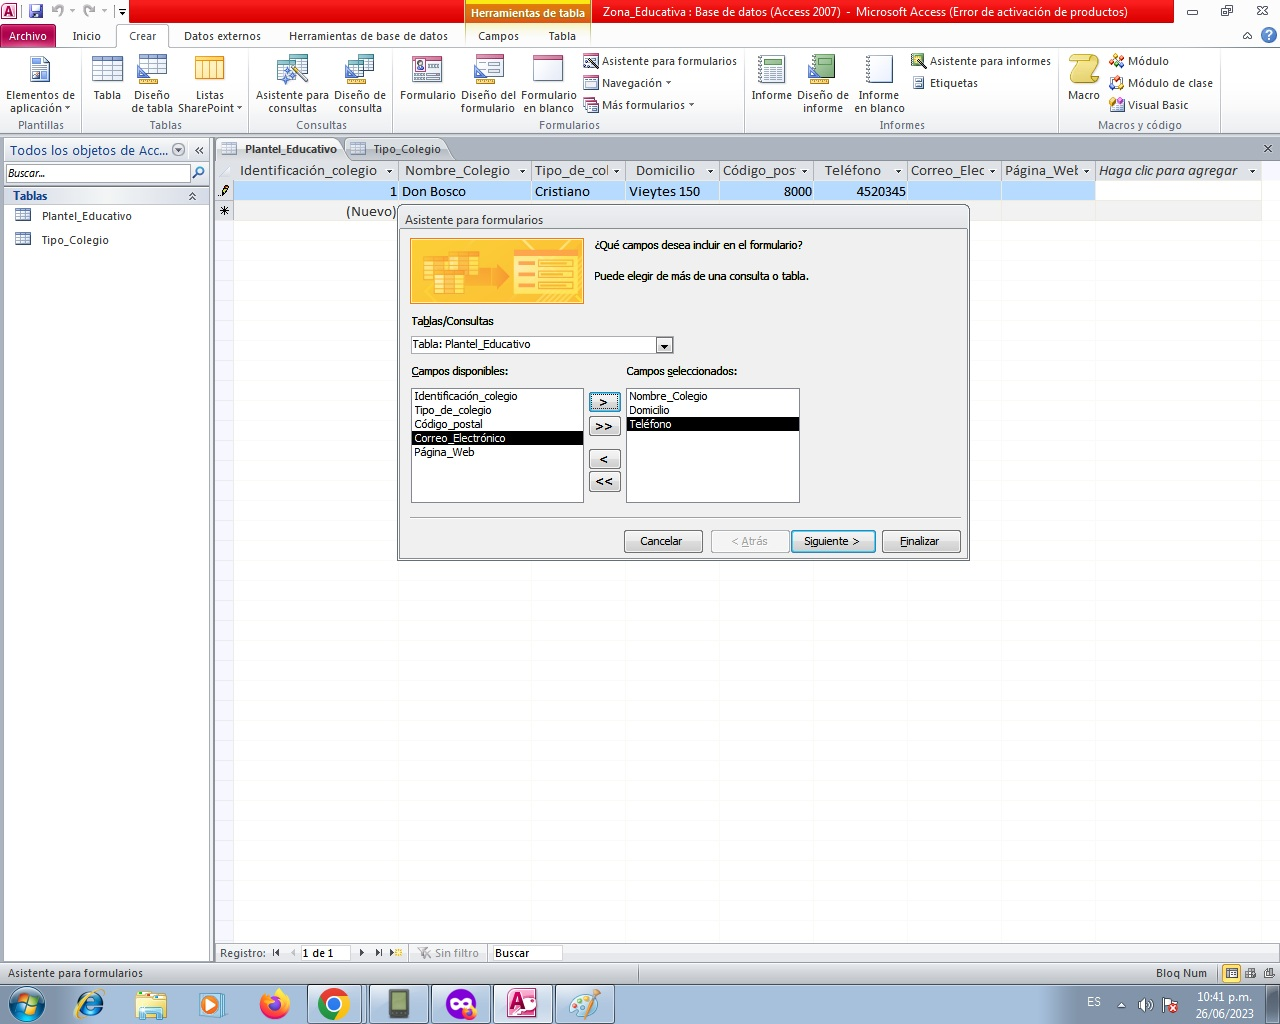 Herramientas de tabla
Zona_Educativa : Base de datos (Access 2007) - Microsoft Access (Error de activación de productos)
Archivo
Inicio
Crear
Datos externos
Herramientas de base de datos
Campos
Tabla
Elementos de aplicación
Tabla
Diseño de tabla
Listas SharePoint
Asistente para consultas
Diseño de consulta
Formulario
Diseño del formulario
Formulario en blanco
Asistente para formularios
Navegación
Más formularios
Informe
Diseño de informe
Informe en blanco
Asistente para informes
Etiquetas
Macro
Módulo
Módulo de clase
Visual Basic
Plantillas
Tablas
Consultas
Formularios
Informes
Macros y código
Todos los objetos de Acc...
Buscar...
Tablas
Plantel_Educativo
Tipo_Colegio
Plantel_Educativo
Tipo_Colegio
Identificación_colegio
Nombre_Colegio
Tipo_de_col
Domicilio
Código_pos
Teléfono
Correo_Elec
Página_Web
Haga clic para agregar
1
Don Bosco
Cristiano
Vieytes 150
8000
4520345
(Nuevo)
Asistente para formularios
¿Qué campos desea incluir en el formulario?
Puede elegir de más de una consulta o tabla.
Tablas/Consultas
Tabla: Plantel_Educativo
Campos disponibles:
Campos seleccionados:
Identificación_colegio
Tipo_de_colegio
Código_postal
Correo_Electrónico
Página_Web
>
>>
<
<<
Nombre_Colegio
Domicilio
Teléfono
Cancelar
< Atrás
Siguiente >
Finalizar
Registro:
1 de 1
Sin filtro
Buscar
Asistente para formularios
Bloq Num
ES
10:41 p.m.
26/06/2023